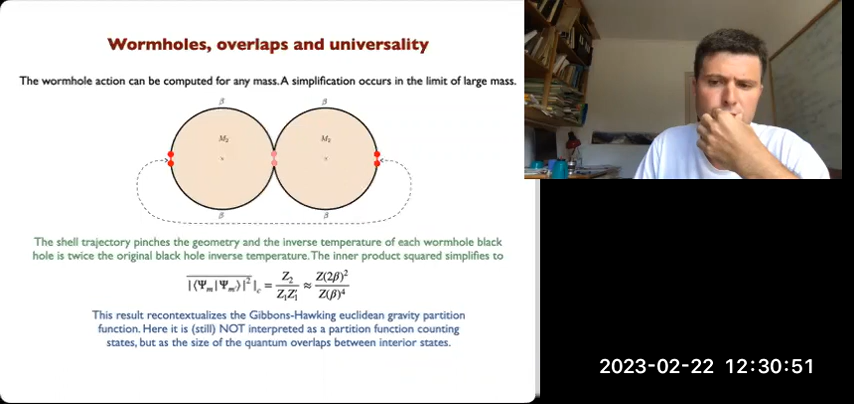 Wormholes, overlaps and universality
The wormhole action can be computed for any mass. A simplification occurs in the limit of large mass.
β β
M₂ M₂
β β
The shell trajectory pinches the geometry and the inverse temperature of each wormhole black
hole is twice the original black hole inverse temperature. The inner product squared simplifies to
|⟨Ψₘ|Ψₘ′⟩|²|c = Z₂ / Z₁Z₁′ ≈ Z(2β)² / Z(β)⁴
This result recontextualizes the Gibbons-Hawking euclidean gravity partition
function. Here it is (still) NOT interpreted as a partition function counting
states, but as the size of the quantum overlaps between interior states.
2023-02-22 12:30:51